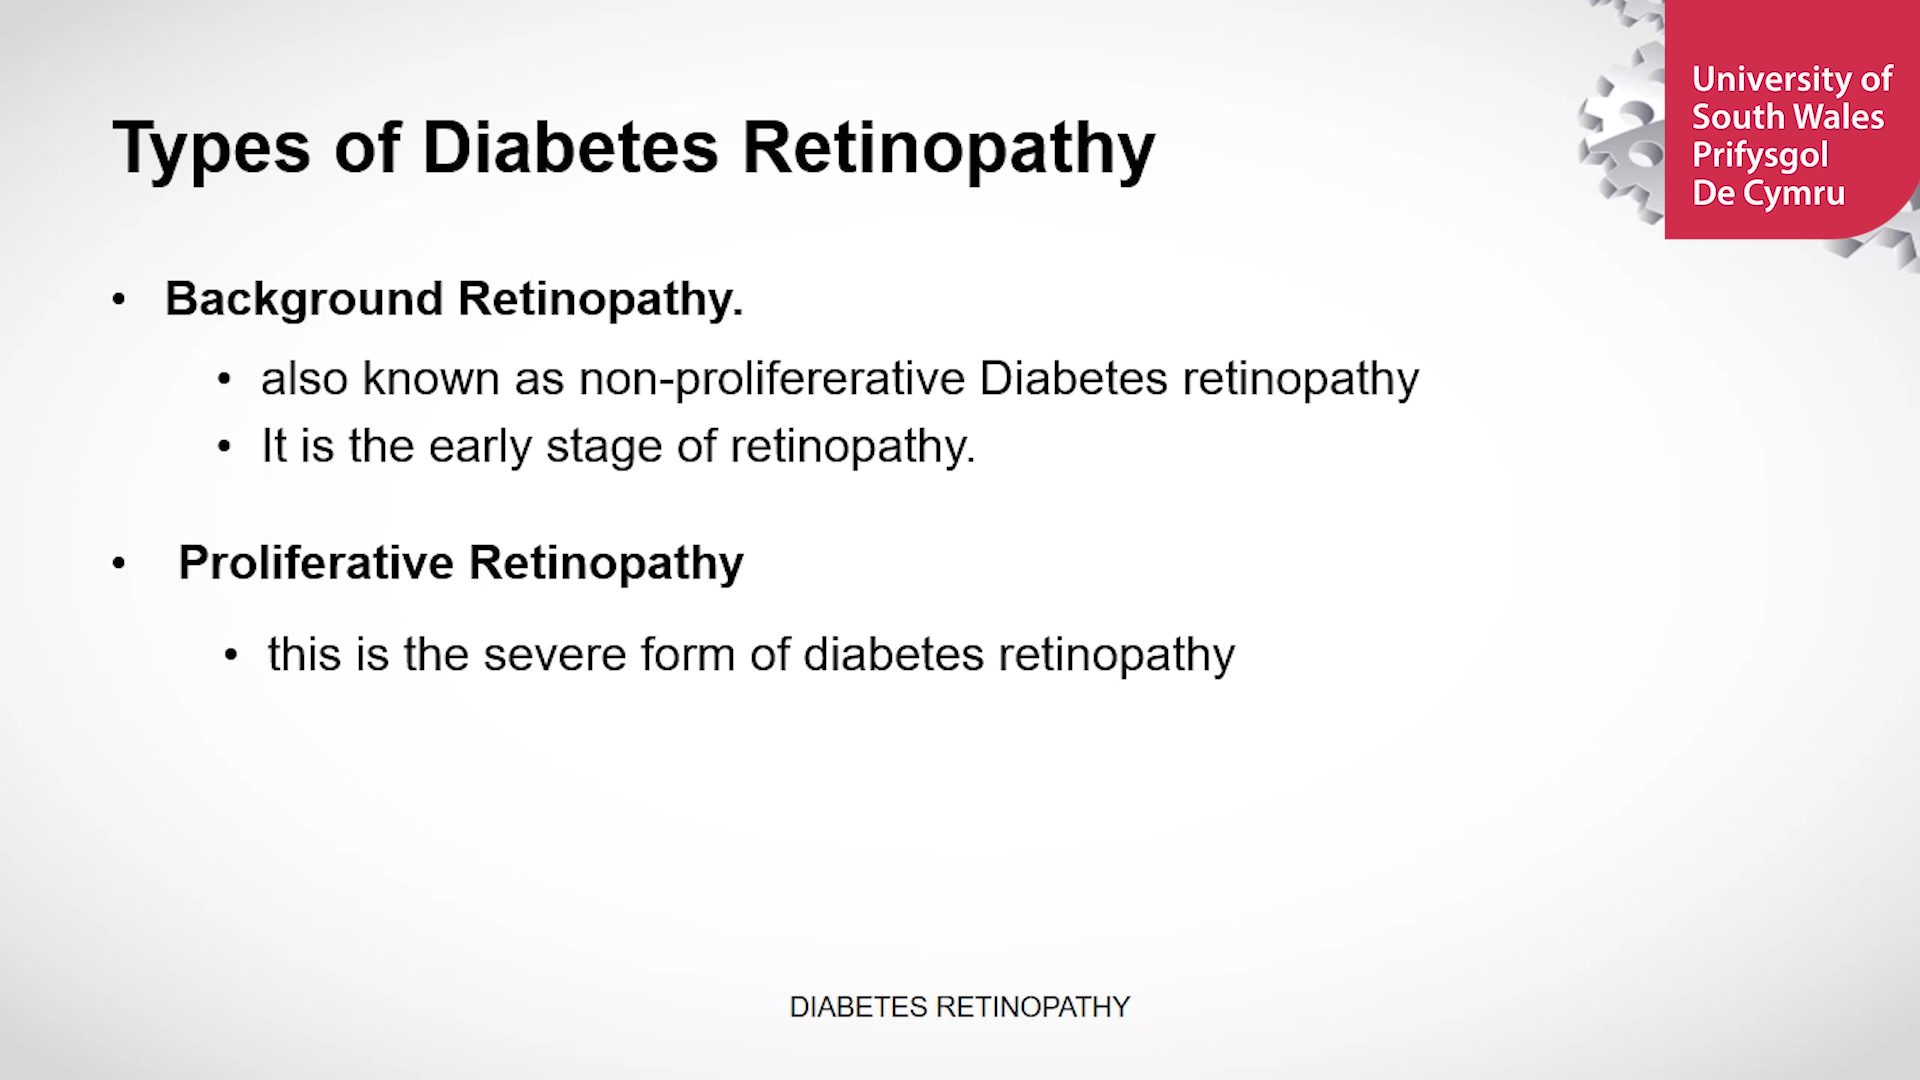 Types of Diabetes Retinopathy
University of
South Wales
Prifysgol
De Cymru
• Background Retinopathy.
• also known as non-prolifererative Diabetes retinopathy
• It is the early stage of retinopathy.
• Proliferative Retinopathy
• this is the severe form of diabetes retinopathy
DIABETES RETINOPATHY